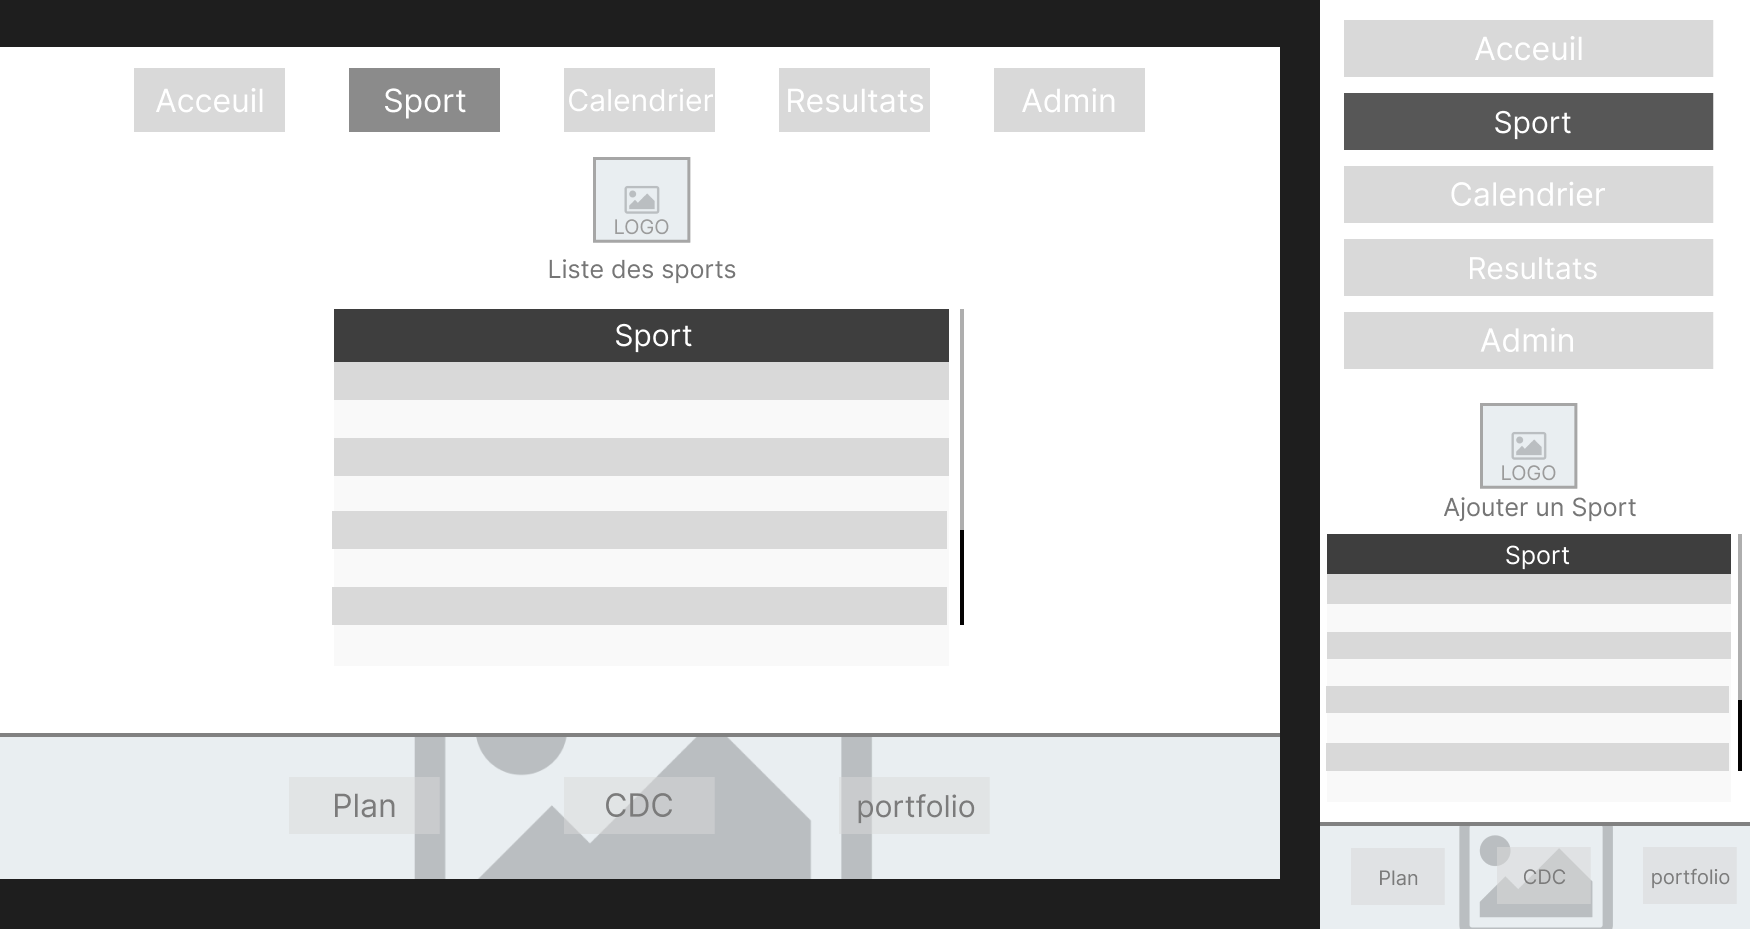 Acceuil
Sport
Calendrier
Resultats
Admin
LOGO
Liste des sports
Sport
Plan
CDC
portfolio
Acceuil
Sport
Calendrier
Resultats
Admin
LOGO
Ajouter un Sport
Sport
Plan
CDC
portfolio